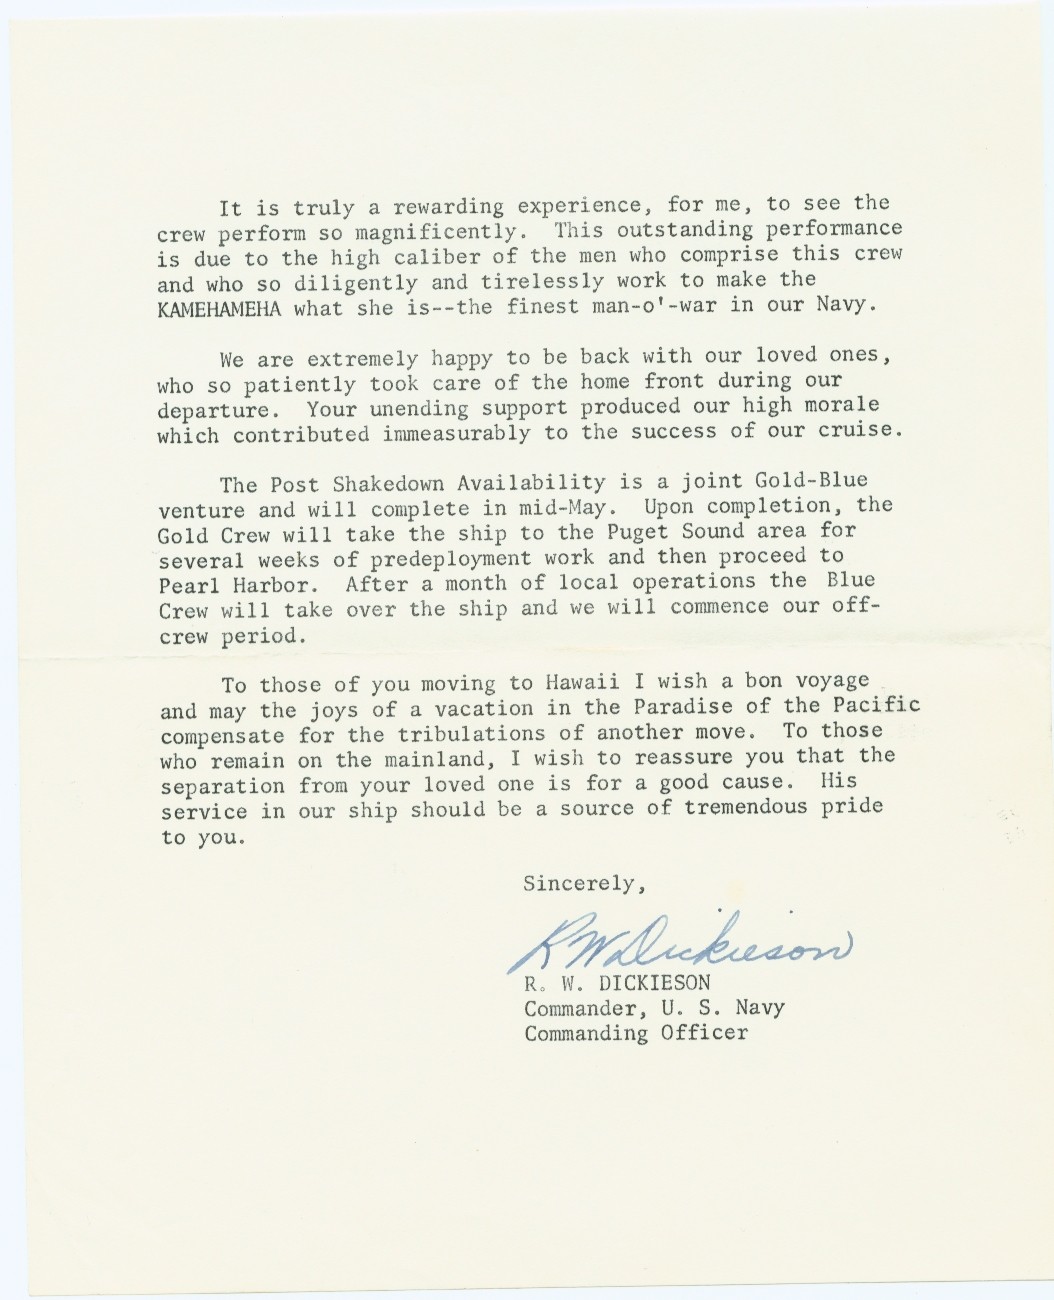 It is truly a rewarding experience, for me, to see the
crew perform so magnificently. This outstanding performance
is due to the high caliber of the men who comprise this crew
and who so diligently and tirelessly work to make the
KAMEHAMEHA what she is--the finest man-o'-war in our Navy.
We are extremely happy to be back with our loved ones,
who so patiently took care of the home front during our
departure. Your unending support produced our high morale
which contributed immeasurably to the success of our cruise.
The Post Shakedown Availability is a joint Gold-Blue
venture and will complete in mid-May. Upon completion, the
Gold Crew will take the ship to the Puget Sound area for
several weeks of predeployment work and then proceed to
Pearl Harbor. After a month of local operations the Blue
Crew will take over the ship and we will commence our off-
crew period.
To those of you moving to Hawaii I wish a bon voyage
and may the joys of a vacation in the Paradise of the Pacific
compensate for the tribulations of another move. To those
who remain on the mainland, I wish to reassure you that the
separation from your loved one is for a good cause. His
service in our ship should be a source of tremendous pride
to you.
Sincerely,
RWDickieson
R. W. DICKIESON
Commander, U. S. Navy
Commanding Officer